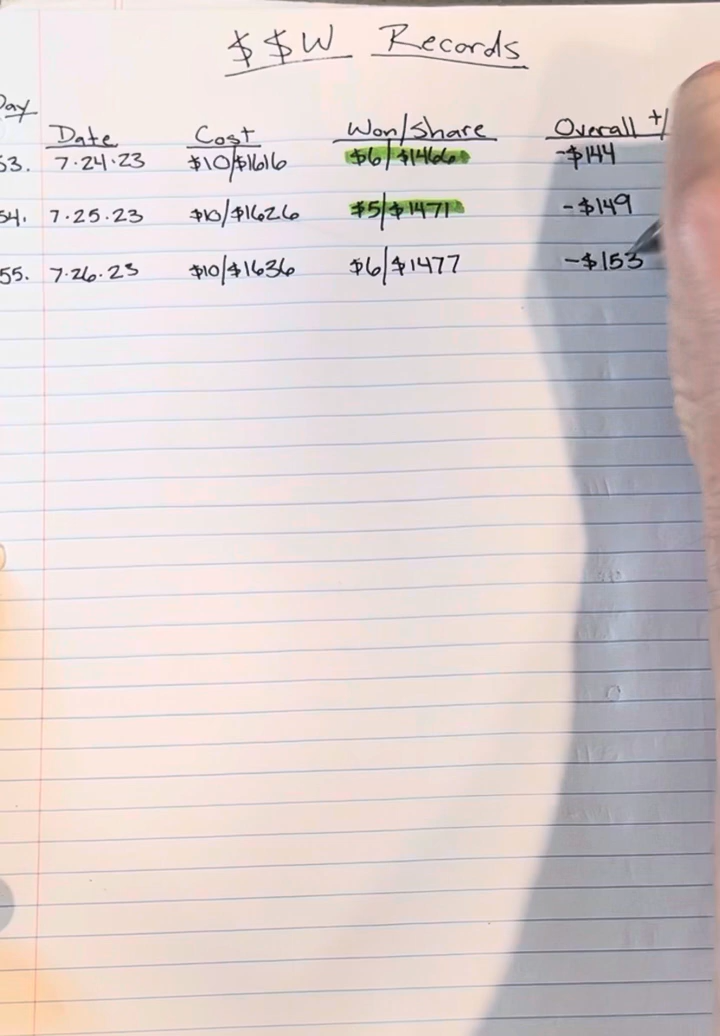 $$W Records
Day Date Cost Won/Share Overall +/
53. 7.24.23 $10/$1616 $6/$1466 -$144
54. 7.25.23 $10/$1626 $5/$1471 -$149
55. 7.26.23 $10/$1636 $6/$1477 -$153